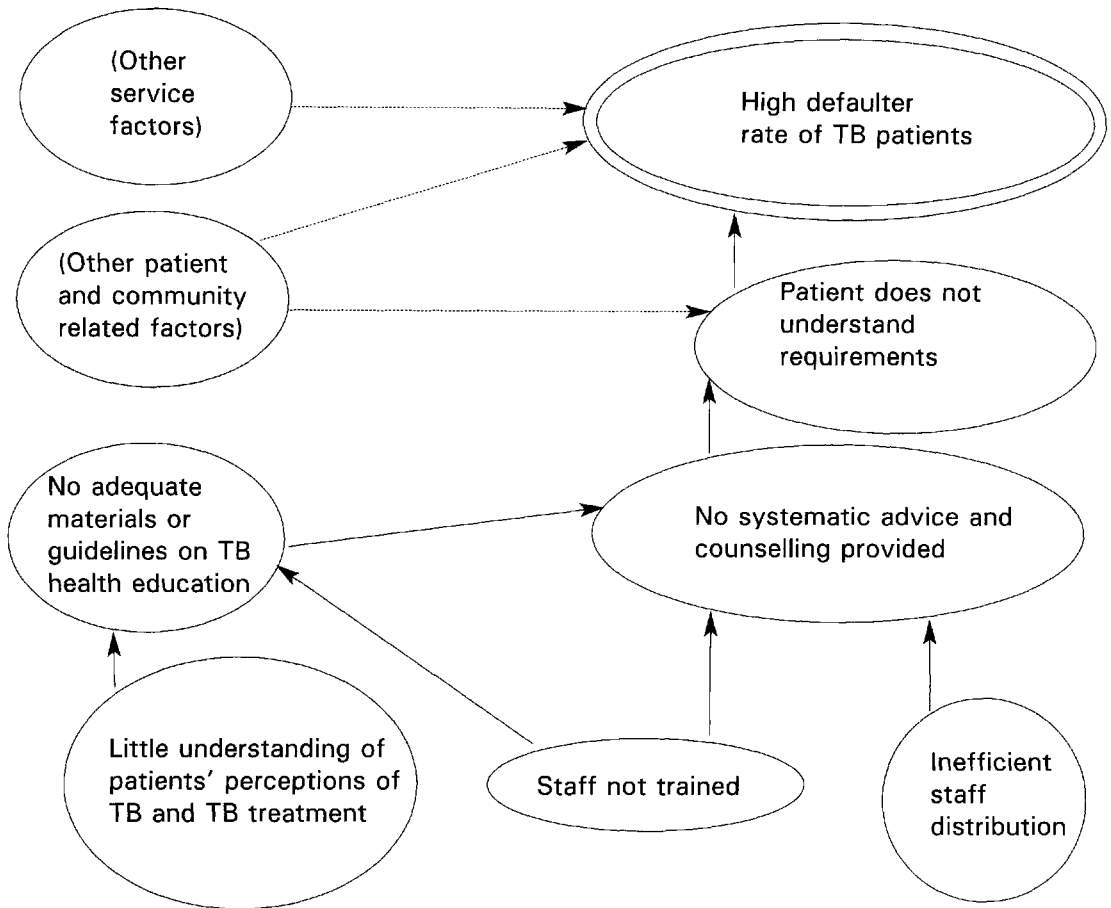 (Other
service
factors)
High defaulter
rate of TB patients
(Other patient
and community
related factors)
Patient does not
understand
requirements
No adequate
materials or
guidelines on TB
health education
No systematic advice and
counselling provided
Little understanding of
patients' perceptions of
TB and TB treatment
Staff not trained
Inefficient
staff
distribution